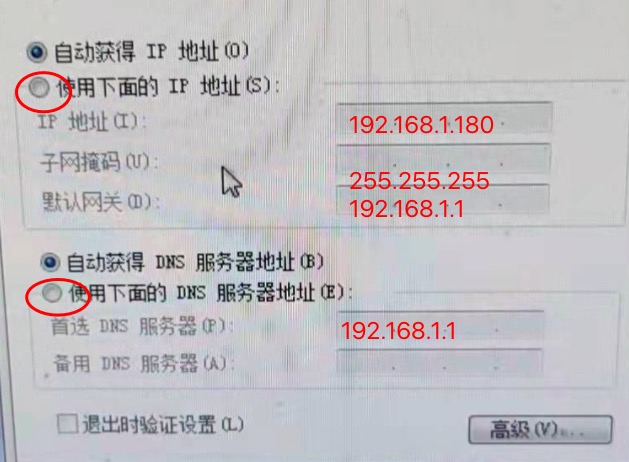 自动获得 IP 地址(O)
使用下面的 IP 地址(S):
IP 地址(I): 192.168.1.180
子网掩码(U):
255.255.255
默认网关(D): 192.168.1.1
自动获得 DNS 服务器地址(B)
使用下面的 DNS 服务器地址(E):
首选 DNS 服务器(P): 192.168.1.1
备用 DNS 服务器(A):
退出时验证设置(L)
高级(V)...